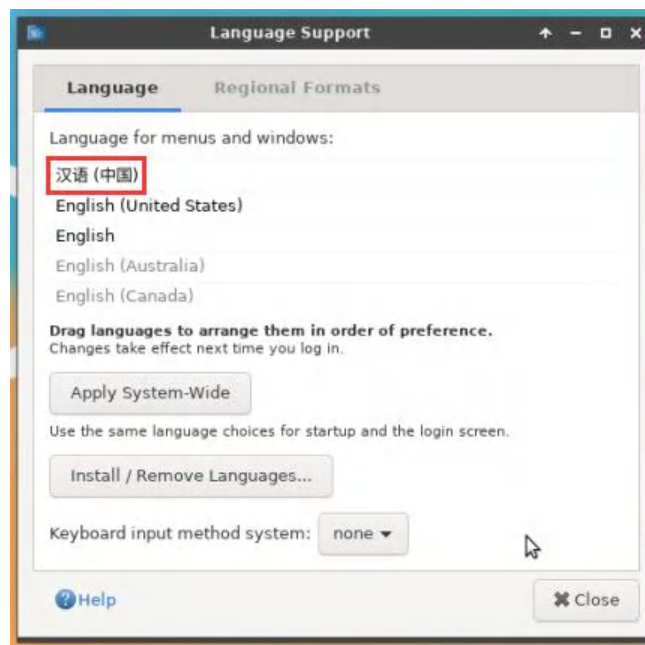 Language Support
Language Regional Formats
Language for menus and windows:
汉语 (中国)
English (United States)
English
English (Australia)
English (Canada)
Drag languages to arrange them in order of preference.
Changes take effect next time you log in.
Apply System-Wide
Use the same language choices for startup and the login screen.
Install / Remove Languages...
Keyboard input method system: none
Help Close